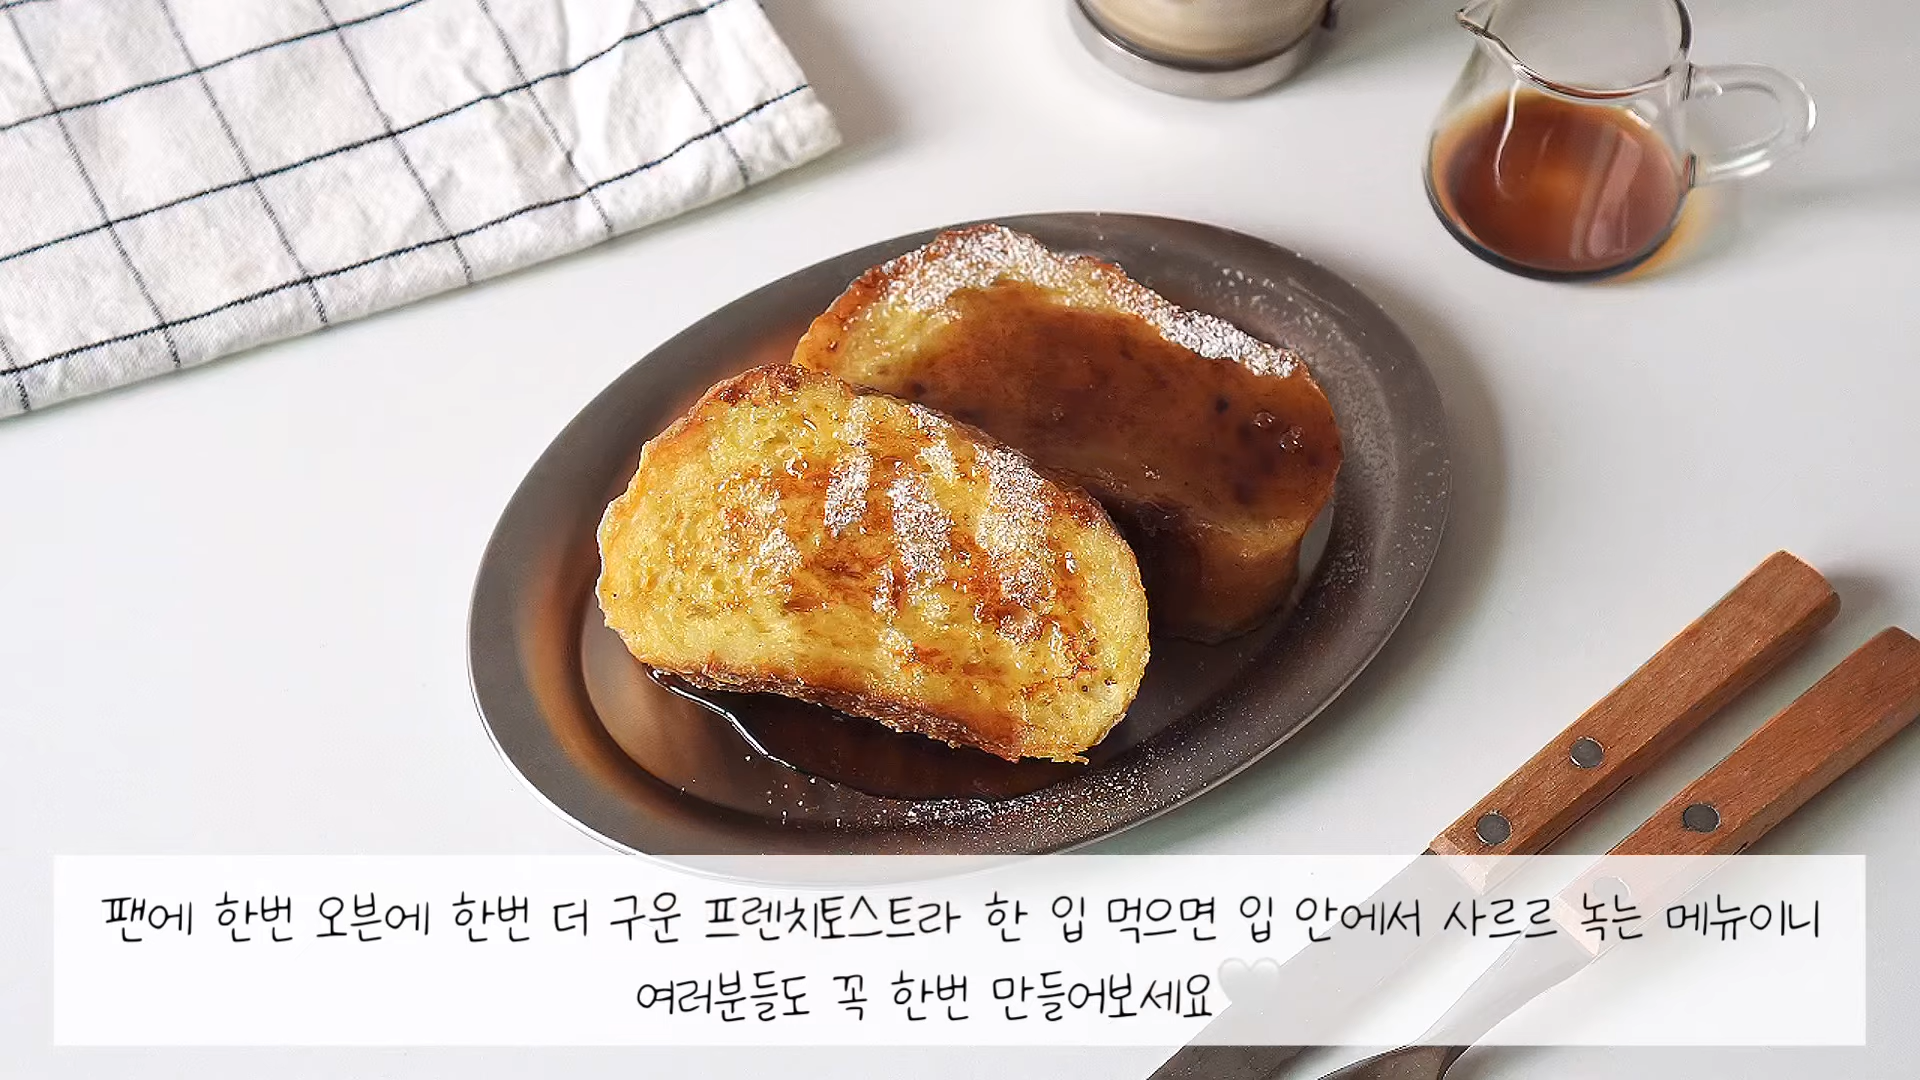 팬에 한번 오븐에 한번 더 구운 프렌치토스트라 한 입 먹으면 입 안에서 사르르 녹는 메뉴이니
여러분들도 꼭 한번 만들어보세요🤍